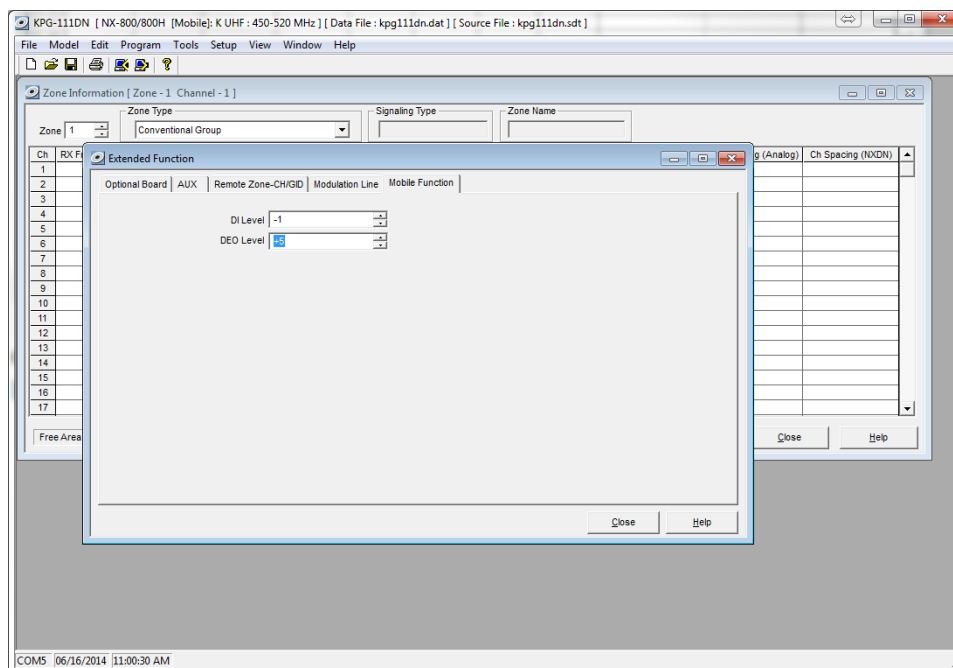 KPG-111DN [ NX-800/800H [Mobile]: K UHF : 450-520 MHz ] [ Data File : kpg111dn.dat ] [ Source File : kpg111dn.sdt ]
File Model Edit Program Tools Setup View Window Help
Zone Information [ Zone - 1 Channel - 1 ]
Zone Type Signaling Type Zone Name
Zone 1 Conventional Group
Ch RX Fr g (Analog) Ch Spacing (NXDN)
Extended Function
1
2
3
4
5
6
7
8
9
10
11
12
13
14
15
16
17
Optional Board AUX Remote Zone-CH/GID Modulation Line Mobile Function
DI Level -1
DEO Level +5
Free Area
Close Help
Close Help
COM5 06/16/2014 11:00:30 AM